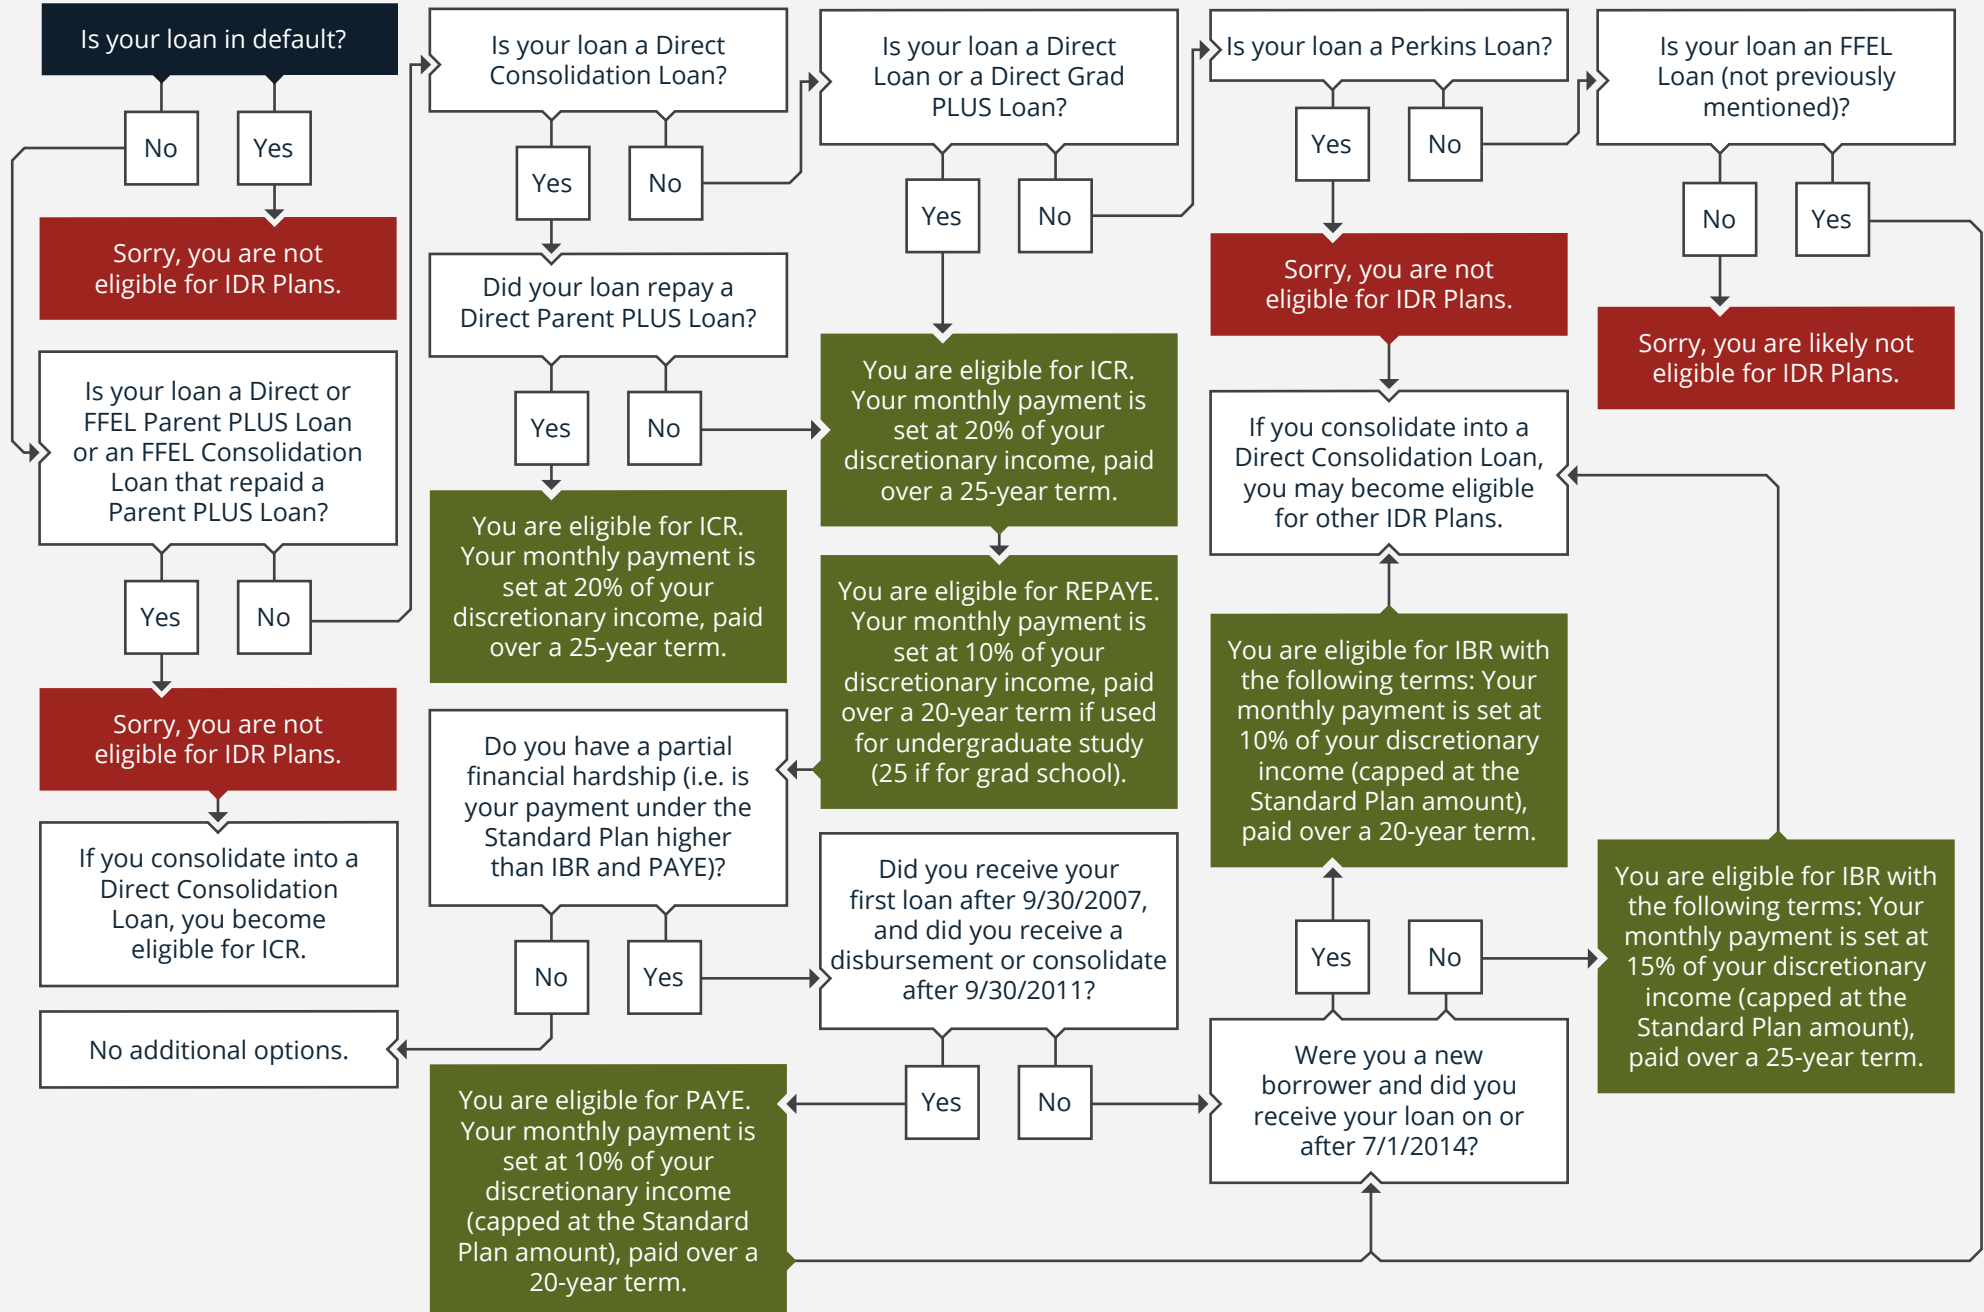 Is your loan in default?
No
Yes
Sorry, you are not
eligible for IDR Plans.
Is your loan a Direct or
FFEL Parent PLUS Loan
or an FFEL Consolidation
Loan that repaid a
Parent PLUS Loan?
Yes
No
Sorry, you are not
eligible for IDR Plans.
If you consolidate into a
Direct Consolidation
Loan, you become
eligible for ICR.
No additional options.
Is your loan a Direct
Consolidation Loan?
Yes
No
Did your loan repay a
Direct Parent PLUS Loan?
Yes
No
You are eligible for ICR.
Your monthly payment is
set at 20% of your
discretionary income, paid
over a 25-year term.
Do you have a partial
financial hardship (i.e. is
your payment under the
Standard Plan higher
than IBR and PAYE)?
No
Yes
You are eligible for PAYE.
Your monthly payment is
set at 10% of your
discretionary income
(capped at the Standard
Plan amount), paid over a
20-year term.
Is your loan a Direct
Loan or a Direct Grad
PLUS Loan?
Yes
No
You are eligible for ICR.
Your monthly payment is
set at 20% of your
discretionary income, paid
over a 25-year term.
You are eligible for REPAYE.
Your monthly payment is
set at 10% of your
discretionary income, paid
over a 20-year term if used
for undergraduate study
(25 if for grad school).
Did you receive your
first loan after 9/30/2007,
and did you receive a
disbursement or consolidate
after 9/30/2011?
Yes
No
Is your loan a Perkins Loan?
Yes
No
Sorry, you are not
eligible for IDR Plans.
If you consolidate into a
Direct Consolidation Loan,
you may become eligible
for other IDR Plans.
You are eligible for IBR with
the following terms: Your
monthly payment is set at
10% of your discretionary
income (capped at the
Standard Plan amount),
paid over a 20-year term.
Yes
No
Were you a new
borrower and did you
receive your loan on or
after 7/1/2014?
Is your loan an FFEL
Loan (not previously
mentioned)?
No
Yes
Sorry, you are likely not
eligible for IDR Plans.
You are eligible for IBR with
the following terms: Your
monthly payment is set at
15% of your discretionary
income (capped at the
Standard Plan amount),
paid over a 25-year term.